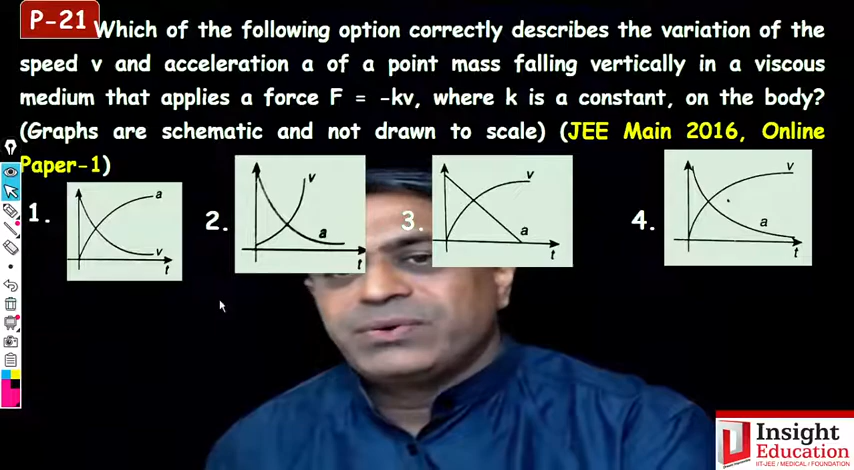 P-21 Which of the following option correctly describes the variation of the
speed v and acceleration a of a point mass falling vertically in a viscous
medium that applies a force F = -kv, where k is a constant, on the body?
(Graphs are schematic and not drawn to scale) (JEE Main 2016, Online
Paper-1)
1. a v t
2. v a t
3. v a t
4. v a t
Insight
Education
IIT-JEE / MEDICAL / FOUNDATION